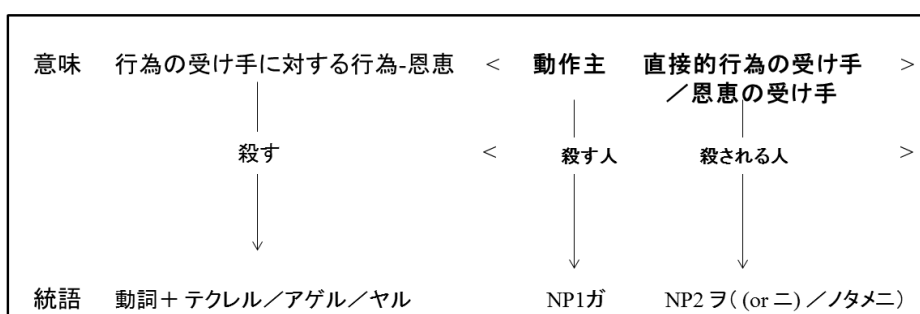 意味 行為の受け手に対する行為-恩恵 < 動作主 直接的行為の受け手 >
／恩恵の受け手
殺す < 殺す人 殺される人 >
統語 動詞＋ テクレル／アゲル／ヤル NP1ガ NP2 ヲ( (or ニ) ／ノタメニ)